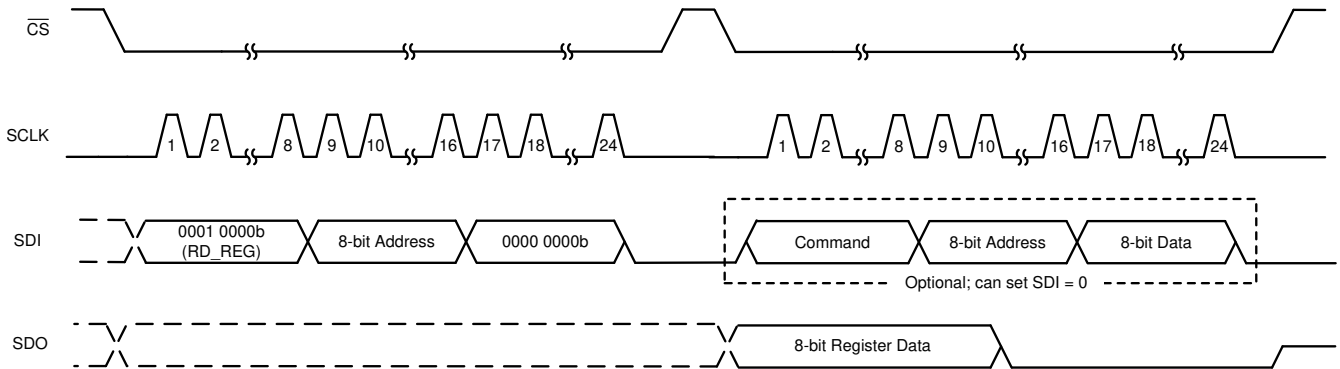 CS
SCLK
1 2 8 9 10 16 17 18 24 1 2 8 9 10 16 17 18 24
SDI
0001 0000b
(RD_REG)
8-bit Address
0000 0000b
Command
8-bit Address
8-bit Data
Optional; can set SDI = 0
SDO
8-bit Register Data